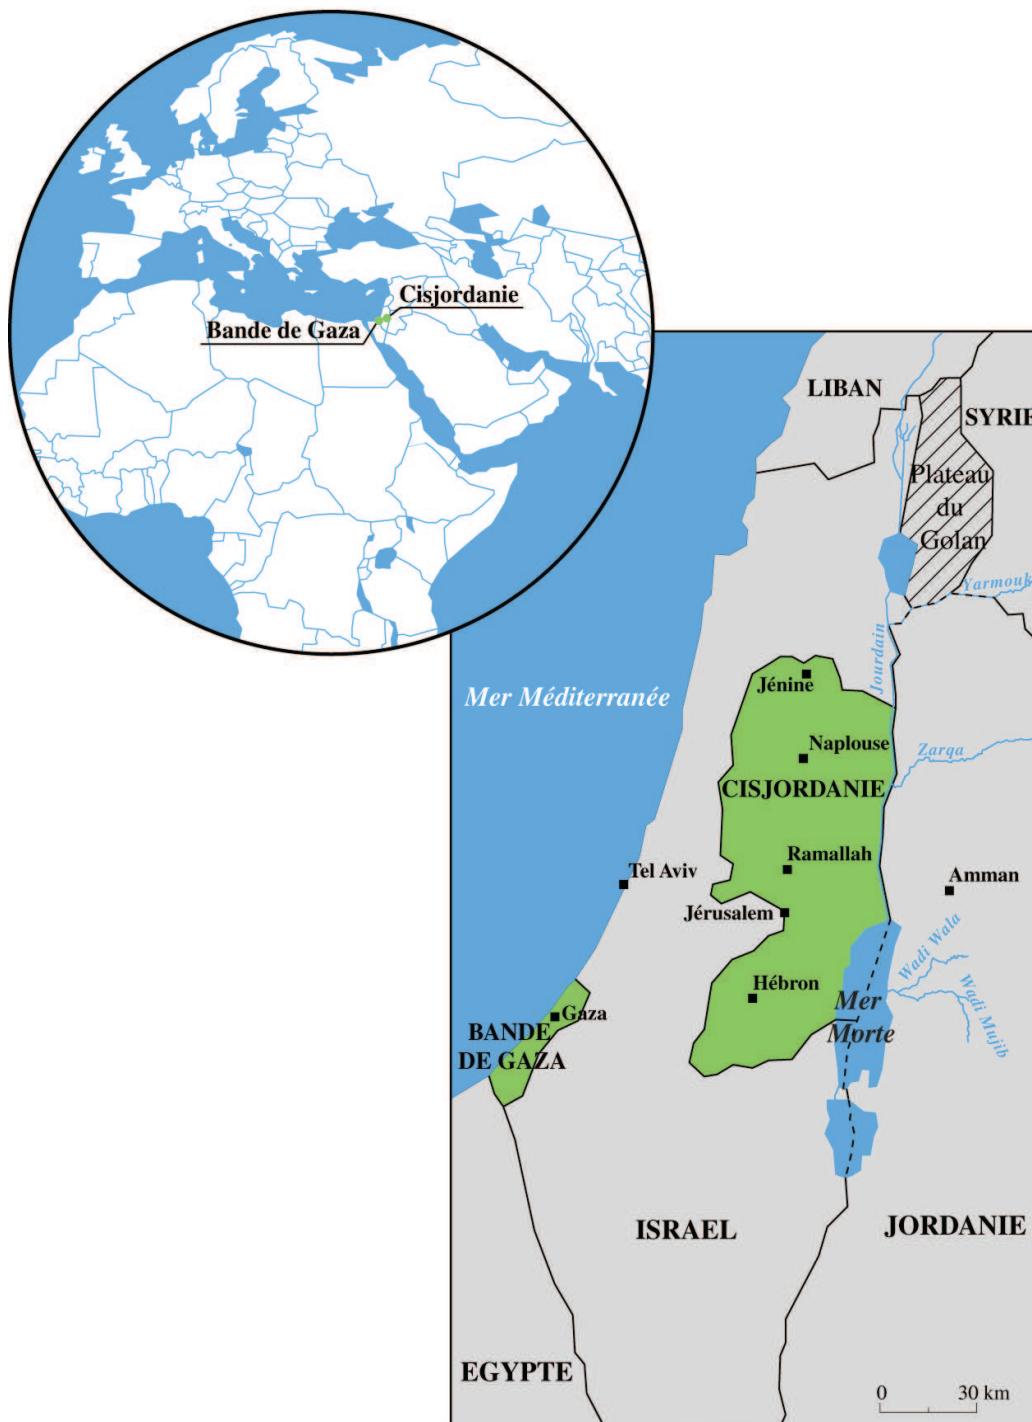 Cisjordanie
Bande de Gaza
LIBAN
SYRIE
Plateau
du
Golan
Yarmouk
Jourdain
Mer Méditerranée
Jénine
Naplouse
Zarqa
CISJORDANIE
Ramallah
Tel Aviv
Amman
Jérusalem
Wadi Wala
Hébron
Mer
Morte
Wadi Mujib
Gaza
BANDE
DE GAZA
ISRAEL
JORDANIE
EGYPTE
0 30 km